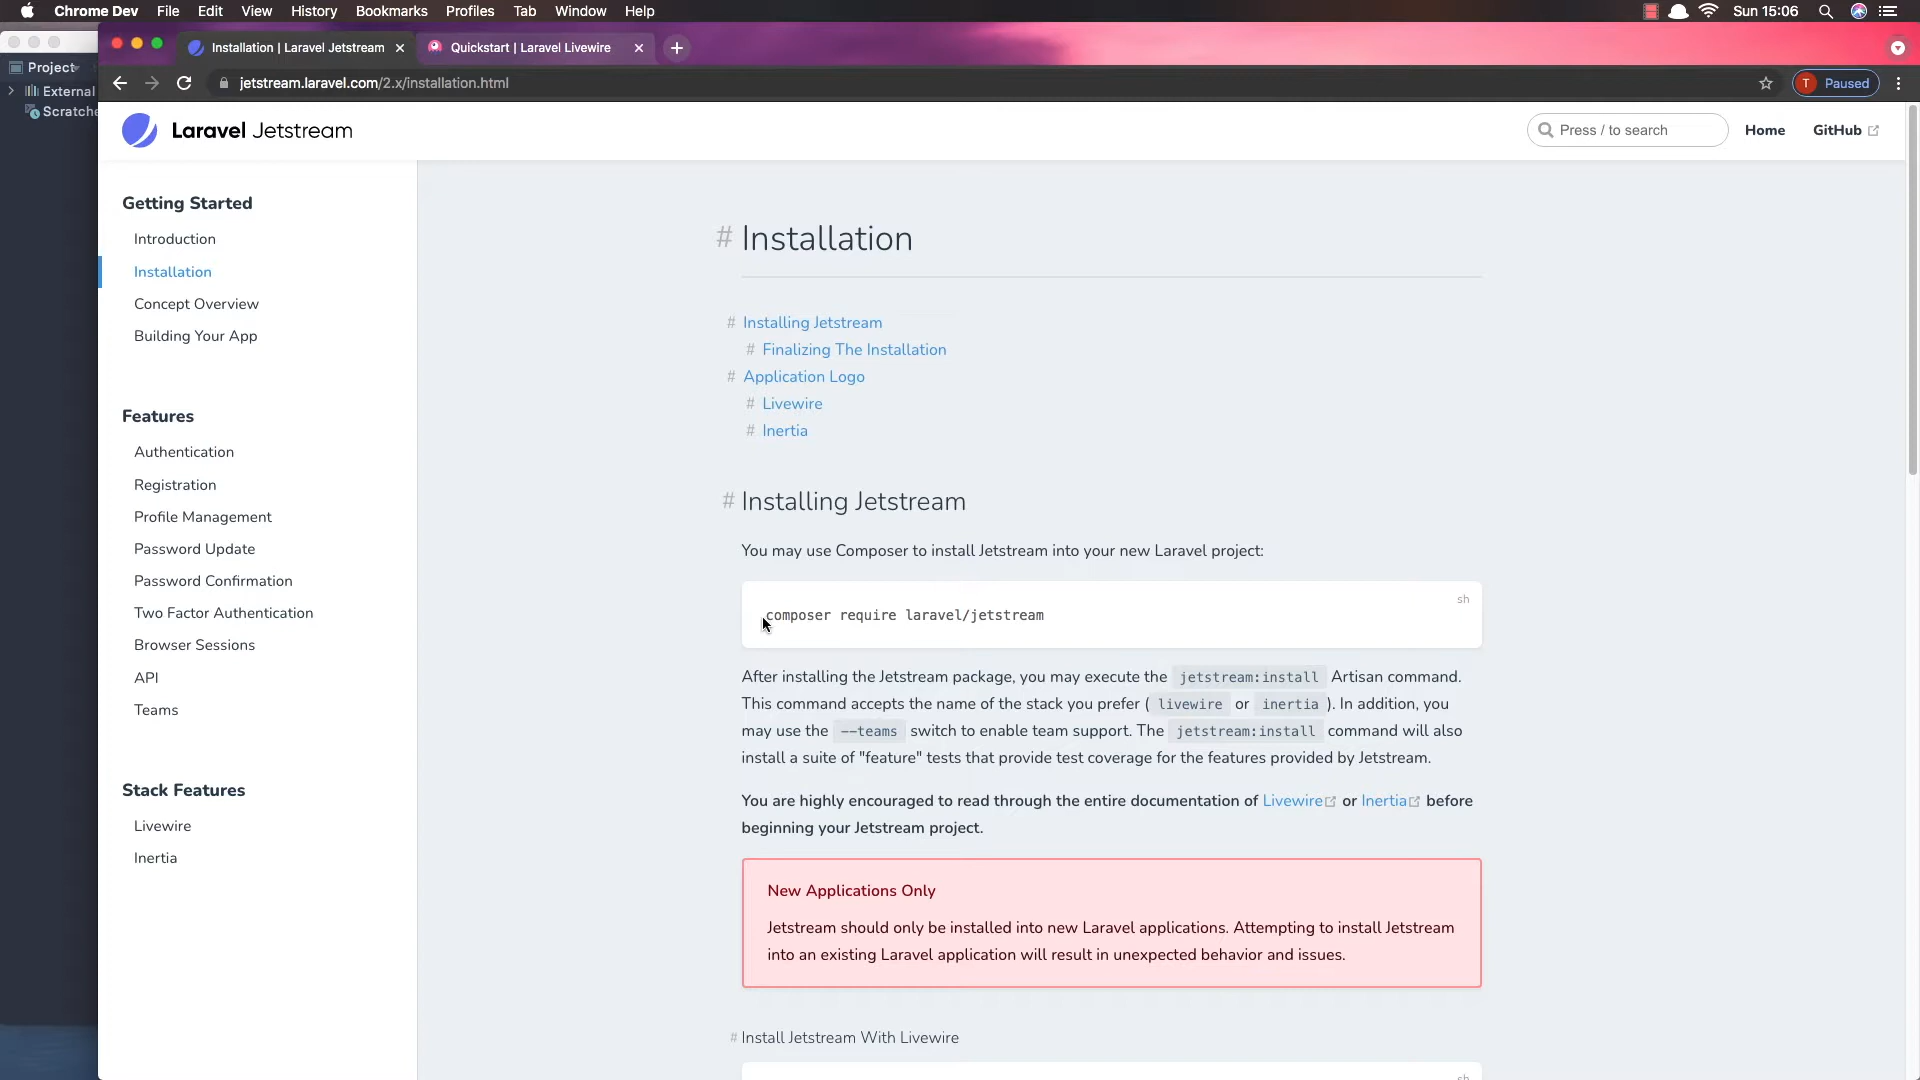 Chrome Dev File Edit View History Bookmarks Profiles Tab Window Help Sun 15:06
Installation | Laravel Jetstream
Quickstart | Laravel Livewire
Project
External
Scratche
jetstream.laravel.com/2.x/installation.html
T Paused
Laravel Jetstream
Press / to search
Home
GitHub
Getting Started
Introduction
Installation
Concept Overview
Building Your App
Features
Authentication
Registration
Profile Management
Password Update
Password Confirmation
Two Factor Authentication
Browser Sessions
API
Teams
Stack Features
Livewire
Inertia
# Installation
# Installing Jetstream
# Finalizing The Installation
# Application Logo
# Livewire
# Inertia
# Installing Jetstream
You may use Composer to install Jetstream into your new Laravel project:
sh
composer require laravel/jetstream
After installing the Jetstream package, you may execute the jetstream:install Artisan command.
This command accepts the name of the stack you prefer ( livewire or inertia ). In addition, you
may use the --teams switch to enable team support. The jetstream:install command will also
install a suite of "feature" tests that provide test coverage for the features provided by Jetstream.
You are highly encouraged to read through the entire documentation of Livewire or Inertia before
beginning your Jetstream project.
New Applications Only
Jetstream should only be installed into new Laravel applications. Attempting to install Jetstream
into an existing Laravel application will result in unexpected behavior and issues.
# Install Jetstream With Livewire
sh